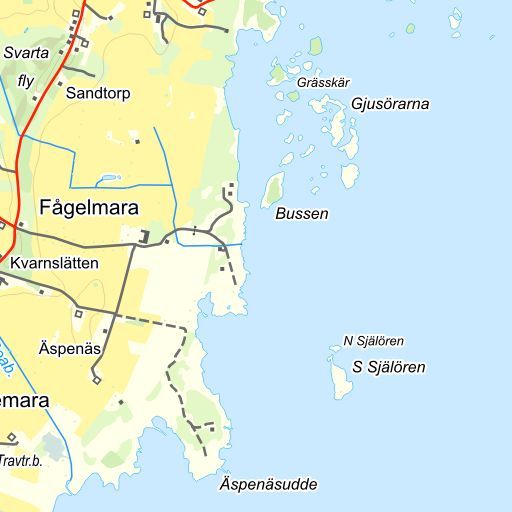 Svarta
fly
Grässkär
Sandtorp
Gjusörarna
Fågelmara
Bussen
Kvarnslätten
N Själören
Äspenäs
S Själören
emara
Travtr.b.
Äspenäsudde